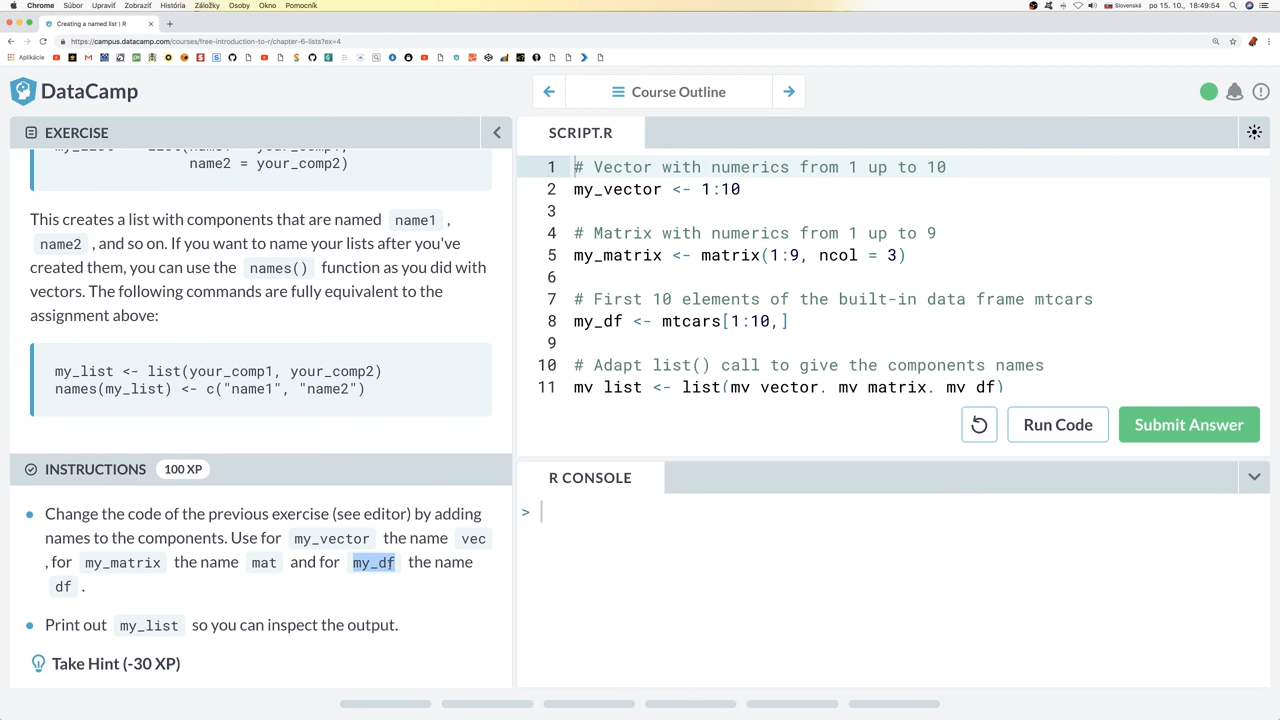 Chrome Súbor Upraviť Zobraziť História Záložky Osoby Okno Pomocník Slovenská po 15. 10., 18:49:54
Creating a named list | R
https://campus.datacamp.com/courses/free-introduction-to-r/chapter-6-lists?ex=4
Aplikácie
DataCamp
Course Outline
EXERCISE
name2 = your_comp2)
This creates a list with components that are named name1 ,
name2 , and so on. If you want to name your lists after you've
created them, you can use the names() function as you did with
vectors. The following commands are fully equivalent to the
assignment above:
my_list <- list(your_comp1, your_comp2)
names(my_list) <- c("name1", "name2")
INSTRUCTIONS 100 XP
Change the code of the previous exercise (see editor) by adding
names to the components. Use for my_vector the name vec
, for my_matrix the name mat and for my_df the name
df .
Print out my_list so you can inspect the output.
Take Hint (-30 XP)
SCRIPT.R
1 # Vector with numerics from 1 up to 10
2 my_vector <- 1:10
3
4 # Matrix with numerics from 1 up to 9
5 my_matrix <- matrix(1:9, ncol = 3)
6
7 # First 10 elements of the built-in data frame mtcars
8 my_df <- mtcars[1:10,]
9
10 # Adapt list() call to give the components names
11 my_list <- list(my_vector, my_matrix, my_df)
Run Code
Submit Answer
R CONSOLE
>